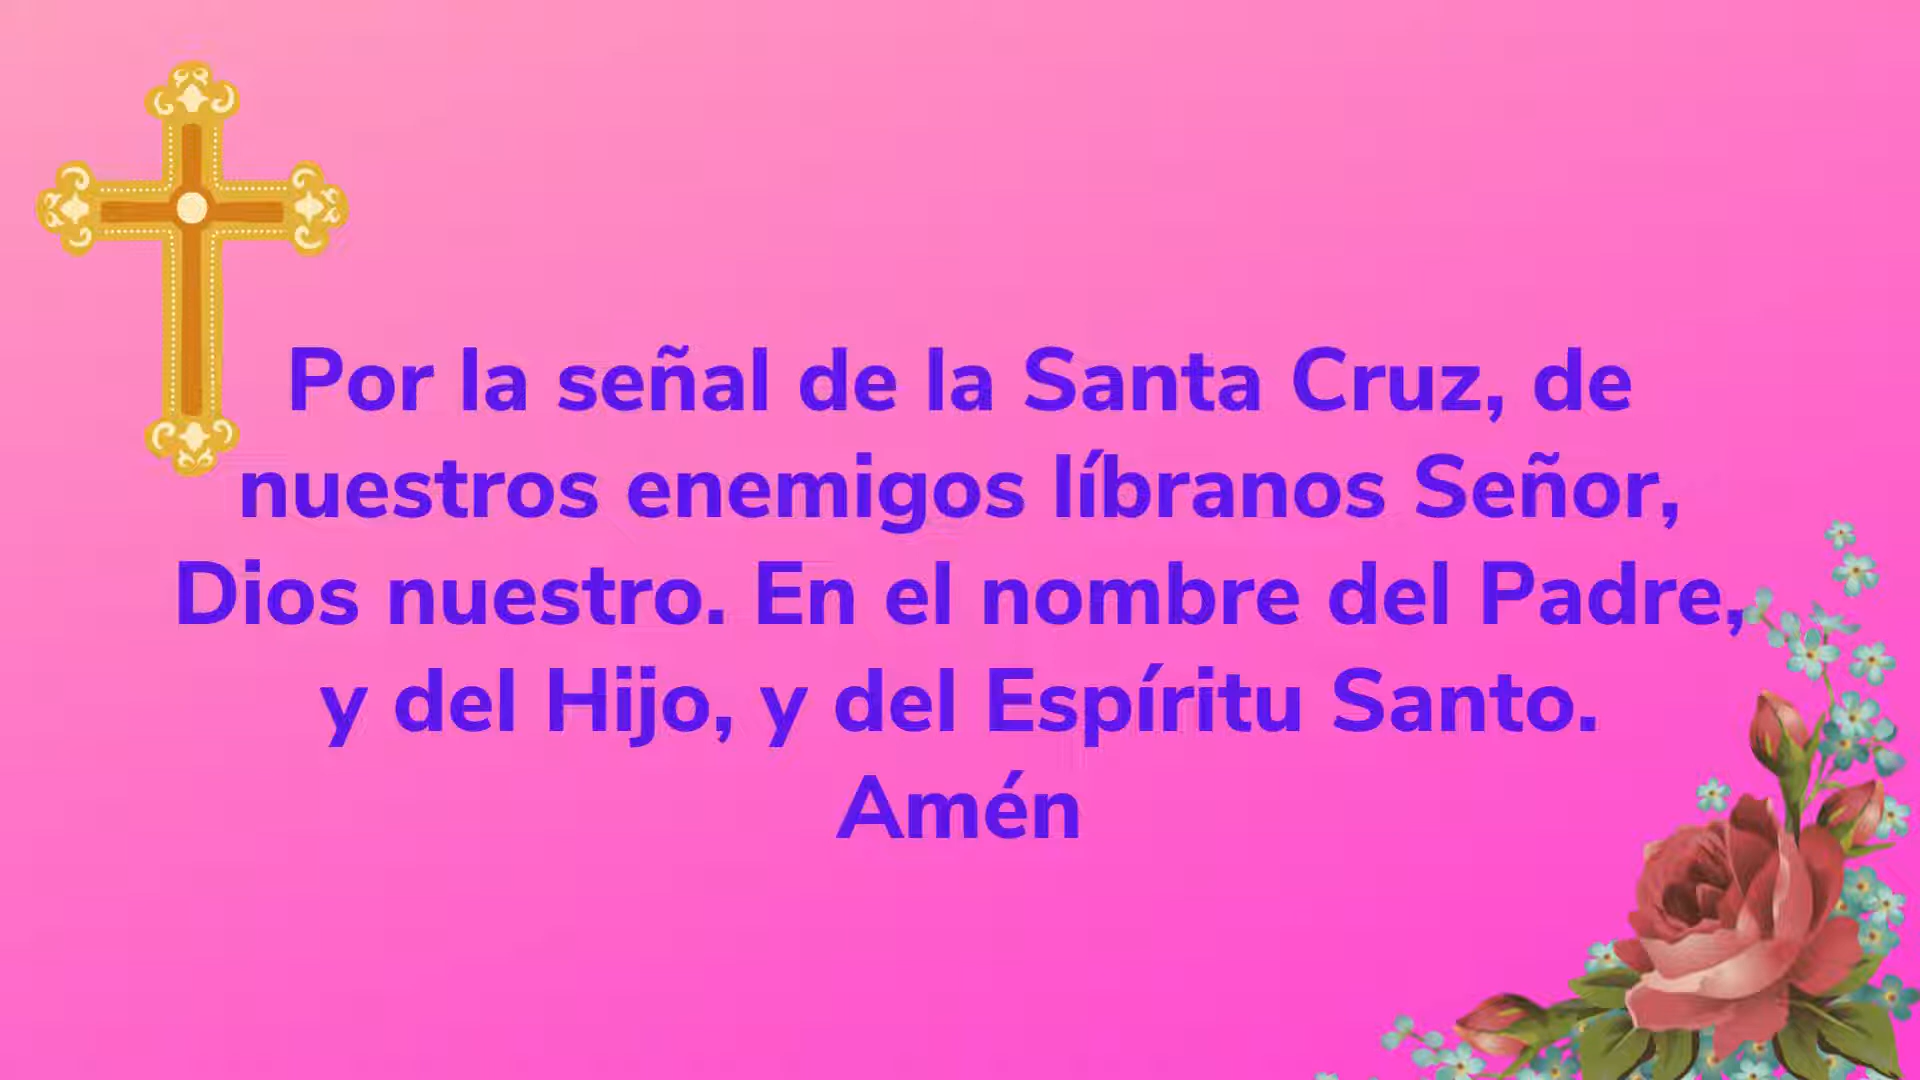 Por la señal de la Santa Cruz, de
nuestros enemigos líbranos Señor,
Dios nuestro. En el nombre del Padre,
y del Hijo, y del Espíritu Santo.
Amén